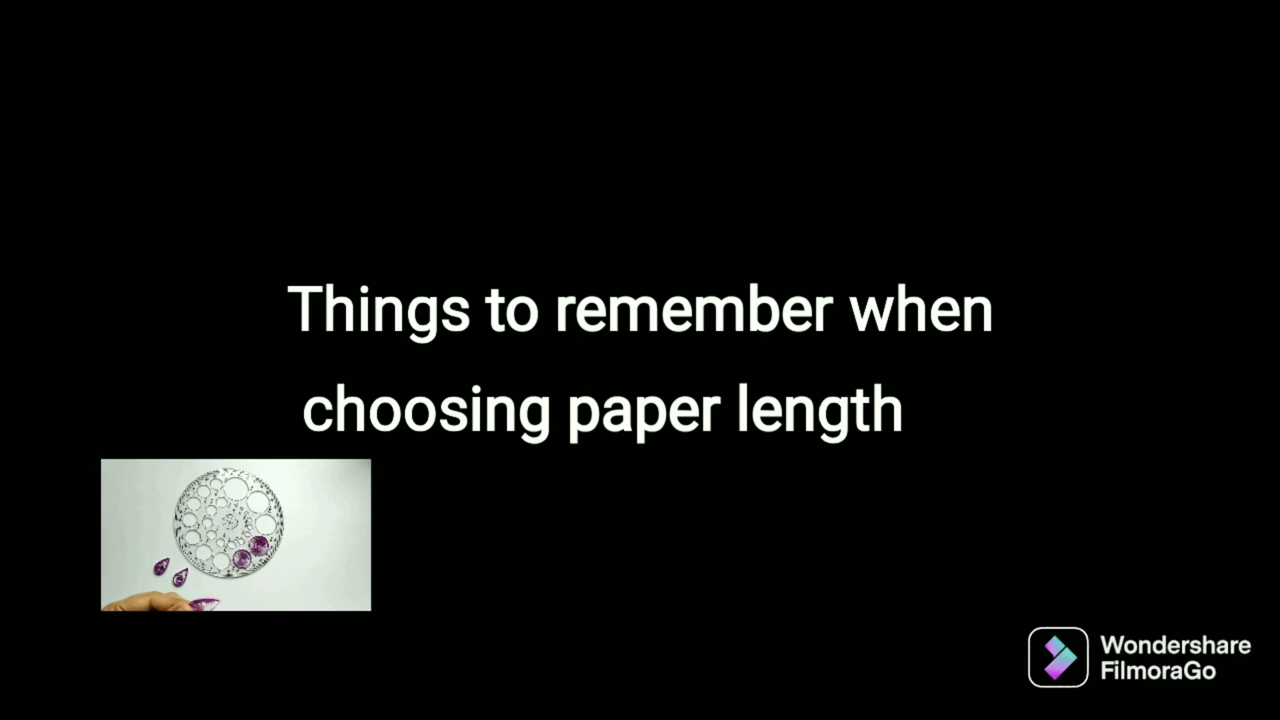 Things to remember when
choosing paper length
Wondershare
FilmoraGo